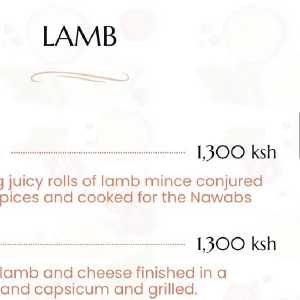 LAMB
1,300 ksh
juicy rolls of lamb mince conjured
pices and cooked for the Nawabs
1,300 ksh
lamb and cheese finished in a
and capsicum and grilled.